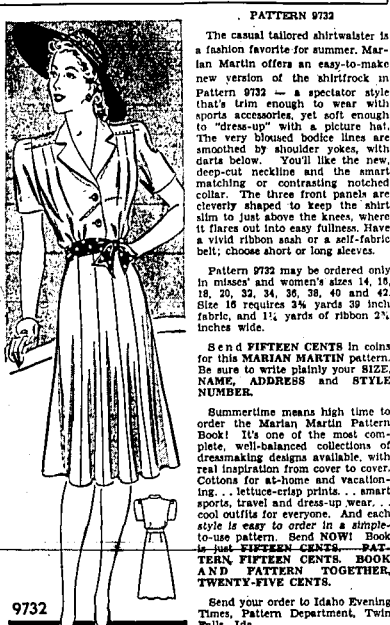 . PATTERN 9732
The casual tailored shirtwaister is
a fashion favorite for summer. Mar-
ian Martin offers an easy-to-make
new version of the shirtfrock in
Pattern 9732 — a spectator style
that's trim enough to wear with
sports accessories, yet soft enough
to "dress-up" with a picture hat.
The very bloused bodice lines are
smoothed by shoulder yokes, with
darts below. You'll like the new,
deep-cut neckline and the smart
matching or contrasting notched
collar. The three front panels are
cleverly shaped to keep the shirt
slim to just above the knees, where
it flares out into easy fullness. Have
a vivid ribbon sash or a self-fabric
belt; choose short or long sleeves.
Pattern 9732 may be ordered only
in misses' and women's sizes 14, 16,
18, 20, 32, 34, 36, 38, 40 and 42.
Size 16 requires 3⅜ yards 39 inch
fabric, and 1¼ yards of ribbon
inches wide.
Send FIFTEEN CENTS in coins
for this MARIAN MARTIN pattern.
Be sure to write plainly your SIZE,
NAME, ADDRESS and STYLE
NUMBER.
Summertime means high time to
order the Marian Martin Pattern
Book! It's one of the most com-
plete, well-balanced collections of
dressmaking designs available, with
real inspiration from cover to cover.
Cottons for at-home and vacation-
ing. . . lettuce-crisp prints. . . smart
sports, travel and dress-up wear. . .
cool outfits for everyone. And each
style is easy to order in a simple-
to-use pattern. Send NOW! Book
is just FIFTEEN CENTS. PAT-
TERN, FIFTEEN CENTS. BOOK
AND PATTERN TOGETHER,
TWENTY-FIVE CENTS.
Send your order to Idaho Evening
Times, Pattern Department, Twin
Falls, Ida.
9732